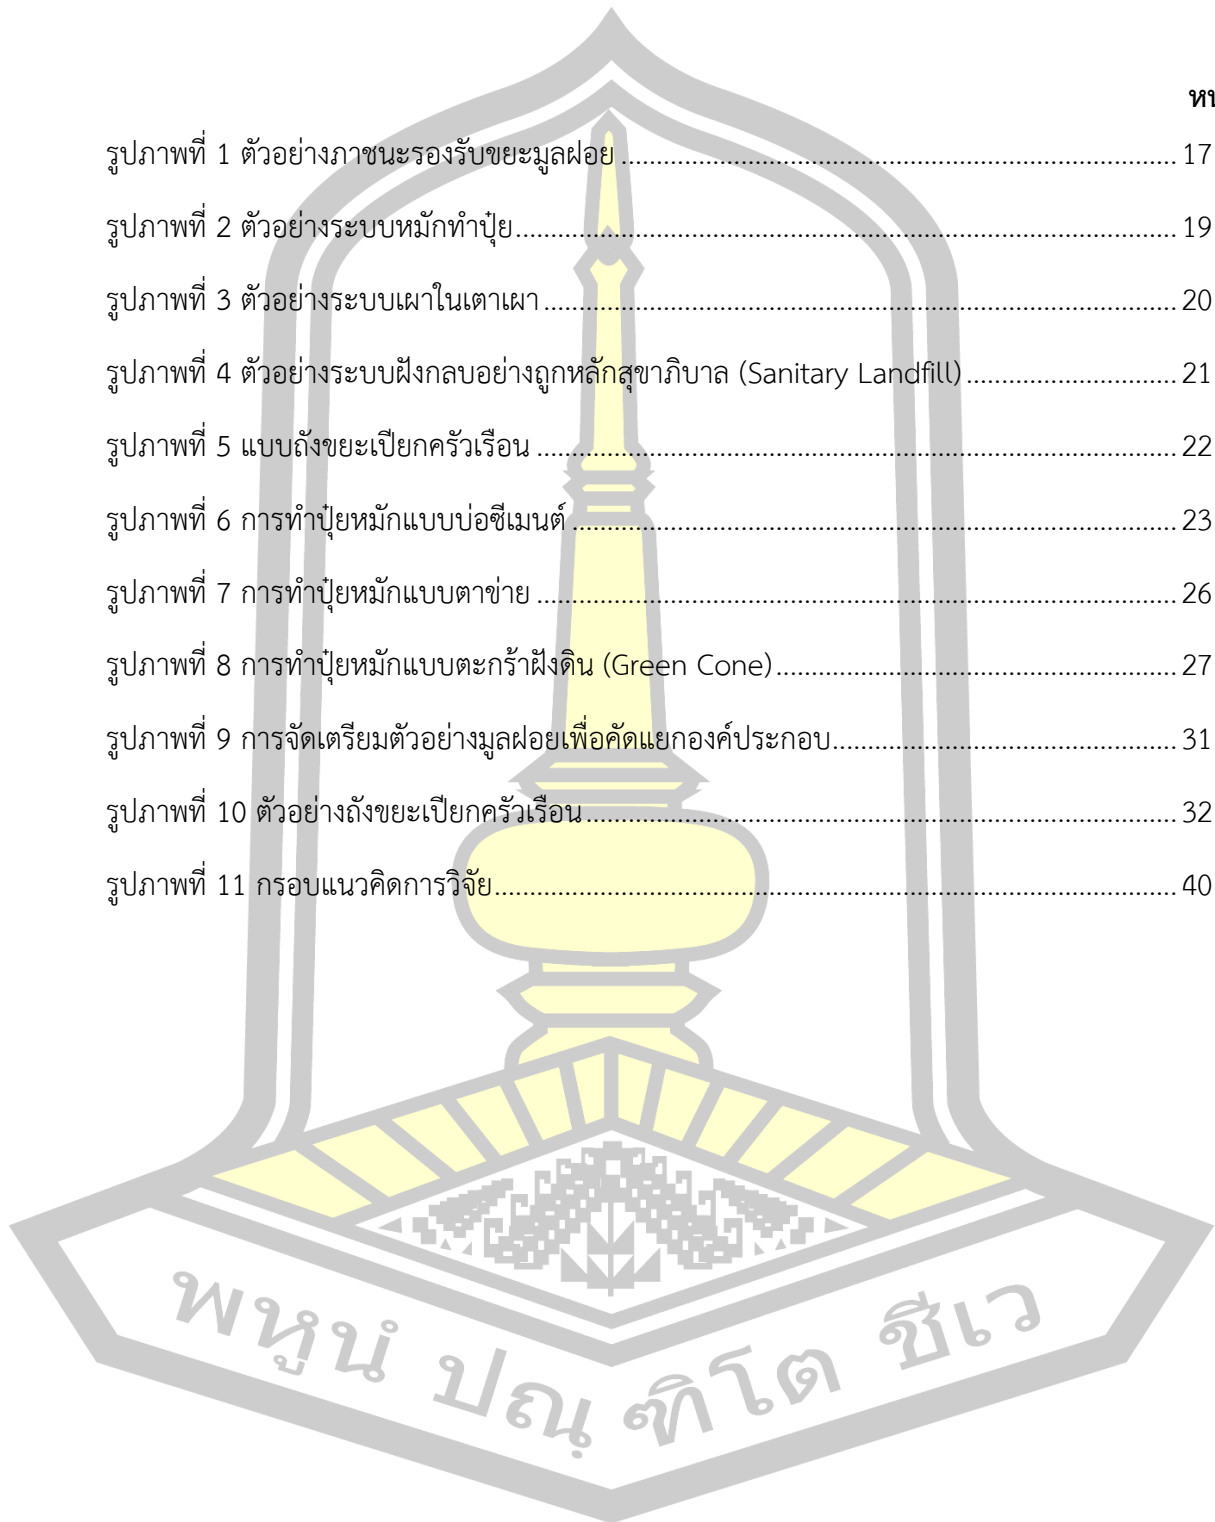 รูปภาพที่ 1 ตัวอย่างภาชนะรองรับขยะมูลฝอย ........................................................................ 17
รูปภาพที่ 2 ตัวอย่างระบบหมักทำปุ๋ย........................................................................ 19
รูปภาพที่ 3 ตัวอย่างระบบเผาในเตาเผา ........................................................................ 20
รูปภาพที่ 4 ตัวอย่างระบบฝังกลบอย่างถูกหลักสุขาภิบาล (Sanitary Landfill) .............................. 21
รูปภาพที่ 5 แบบถังขยะเปียกครัวเรือน ........................................................................ 22
รูปภาพที่ 6 การทำปุ๋ยหมักแบบบ่อซีเมนต์ ........................................................................ 23
รูปภาพที่ 7 การทำปุ๋ยหมักแบบตาข่าย ........................................................................ 26
รูปภาพที่ 8 การทำปุ๋ยหมักแบบตะกร้าฝังดิน (Green Cone) .................................................. 27
รูปภาพที่ 9 การจัดเตรียมตัวอย่างมูลฝอยเพื่อคัดแยกองค์ประกอบ............................................. 31
รูปภาพที่ 10 ตัวอย่างถังขยะเปียกครัวเรือน........................................................................ 32
รูปภาพที่ 11 กรอบแนวคิดการวิจัย........................................................................ 40
พหูนํ ปณฺ ฑิโต ชีเว